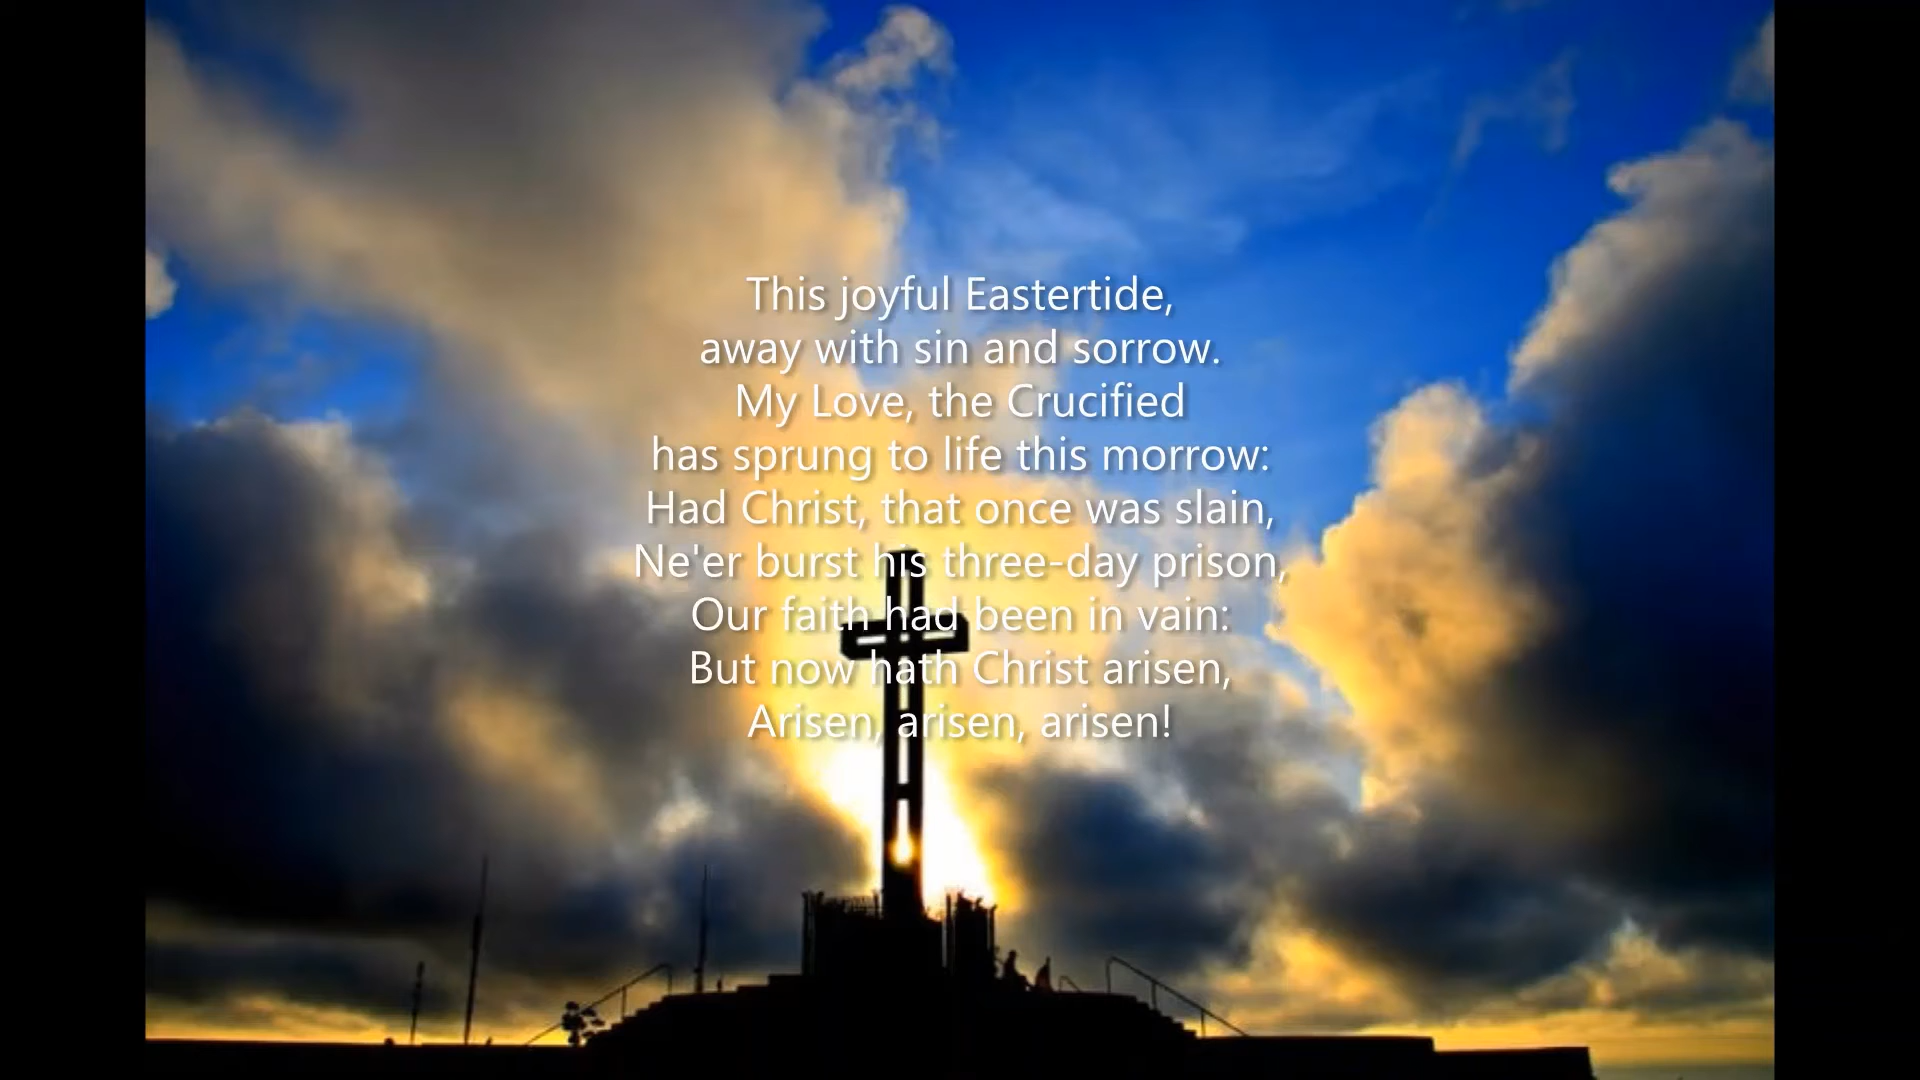 This joyful Eastertide,
away with sin and sorrow.
My Love, the Crucified
has sprung to life this morrow:
Had Christ, that once was slain,
Ne'er burst his three-day prison,
Our faith had been in vain:
But now hath Christ arisen,
Arisen, arisen, arisen!